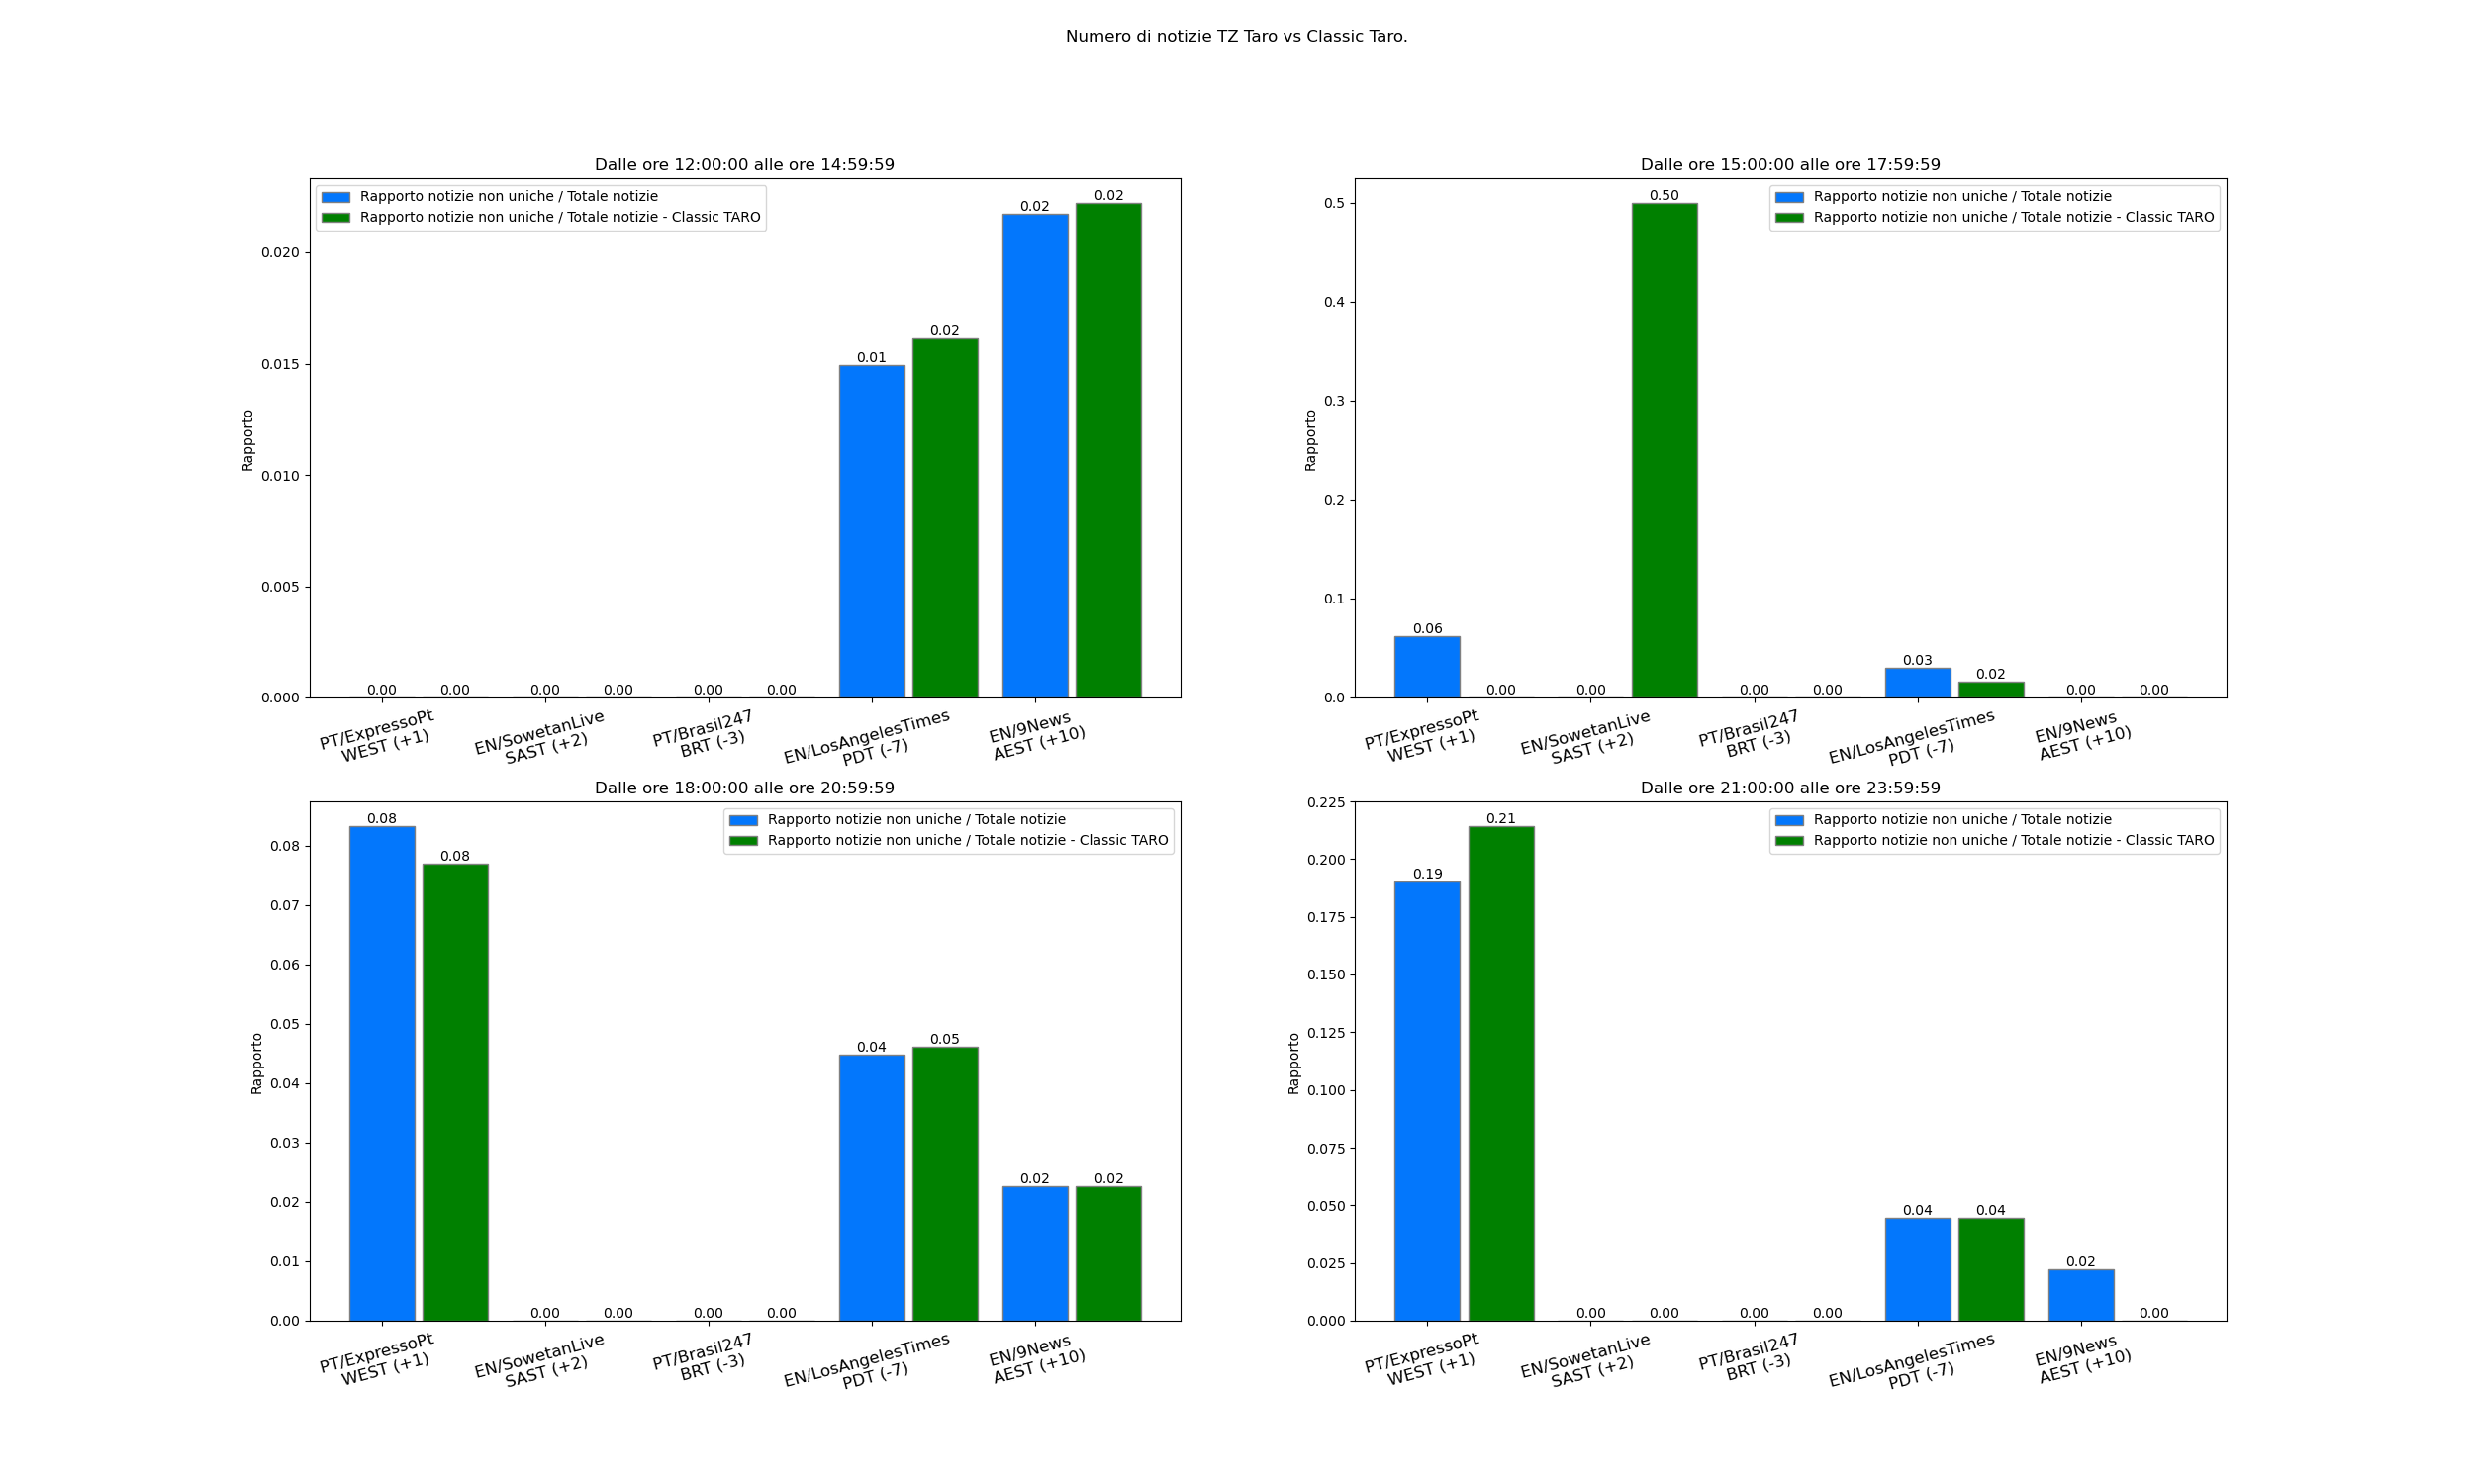 Numero di notizie TZ Taro vs Classic Taro.
Dalle ore 12:00:00 alle ore 14:59:59
Rapporto notizie non uniche / Totale notizie
Rapporto notizie non uniche / Totale notizie - Classic TARO
Rapporto
0.020
0.015
0.010
0.005
0.000
0.00
0.00
0.00
0.00
0.00
0.00
0.01
0.02
0.02
0.02
PT/ExpressoPt
WEST (+1)
EN/SowetanLive
SAST (+2)
PT/Brasil247
BRT (-3)
EN/LosAngelesTimes
PDT (-7)
EN/9News
AEST (+10)
Dalle ore 15:00:00 alle ore 17:59:59
Rapporto notizie non uniche / Totale notizie
Rapporto notizie non uniche / Totale notizie - Classic TARO
Rapporto
0.5
0.4
0.3
0.2
0.1
0.0
0.06
0.00
0.00
0.50
0.00
0.00
0.03
0.02
0.00
0.00
PT/ExpressoPt
WEST (+1)
EN/SowetanLive
SAST (+2)
PT/Brasil247
BRT (-3)
EN/LosAngelesTimes
PDT (-7)
EN/9News
AEST (+10)
Dalle ore 18:00:00 alle ore 20:59:59
Rapporto notizie non uniche / Totale notizie
Rapporto notizie non uniche / Totale notizie - Classic TARO
Rapporto
0.08
0.07
0.06
0.05
0.04
0.03
0.02
0.01
0.00
0.08
0.08
0.00
0.00
0.00
0.00
0.04
0.05
0.02
0.02
PT/ExpressoPt
WEST (+1)
EN/SowetanLive
SAST (+2)
PT/Brasil247
BRT (-3)
EN/LosAngelesTimes
PDT (-7)
EN/9News
AEST (+10)
Dalle ore 21:00:00 alle ore 23:59:59
Rapporto notizie non uniche / Totale notizie
Rapporto notizie non uniche / Totale notizie - Classic TARO
Rapporto
0.225
0.200
0.175
0.150
0.125
0.100
0.075
0.050
0.025
0.000
0.19
0.21
0.00
0.00
0.00
0.00
0.04
0.04
0.02
0.00
PT/ExpressoPt
WEST (+1)
EN/SowetanLive
SAST (+2)
PT/Brasil247
BRT (-3)
EN/LosAngelesTimes
PDT (-7)
EN/9News
AEST (+10)